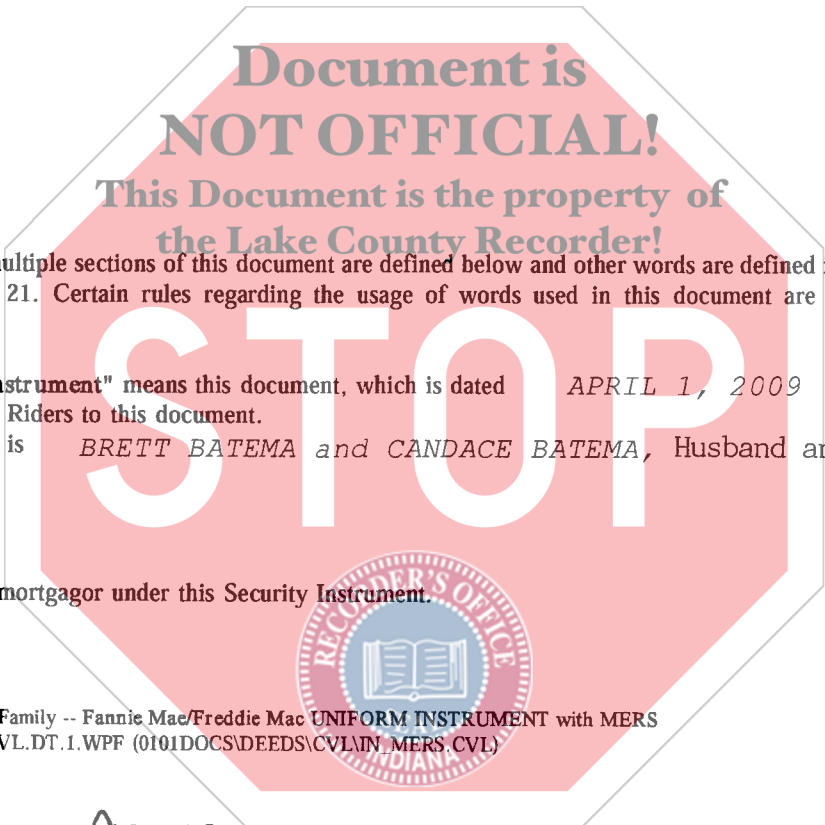 Document is
NOT OFFICIAL!
This Document is the property of
the Lake County Recorder!
ultiple sections of this document are defined below and other words are defined
21. Certain rules regarding the usage of words used in this document are
STOP
strument" means this document, which is dated APRIL 1, 2009
Riders to this document.
is BRETT BATEMA and CANDACE BATEMA, Husband an
mortgagor under this Security Instrument.
RECORDER'S OFFICE
INDIANA
Family -- Fannie Mae/Freddie Mac UNIFORM INSTRUMENT with MERS
VL.DT.1.WPF (0101DOCS\DEEDS\CVL\IN_MERS.CVL)